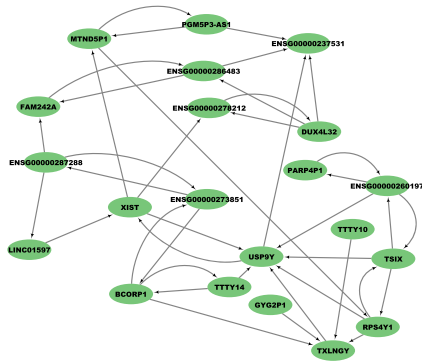 PGM5P3-AS1
MTND5P1
ENSG00000237531
ENSG00000286483
FAM242A
ENSG00000278212
DUX4L32
ENSG00000287288
PARP4P1
ENSG00000260197
ENSG00000273851
XIST
TTTY10
LINC01597
USP9Y
TSIX
TTTY14
BCORP1
GYG2P1
RPS4Y1
TXLNGY